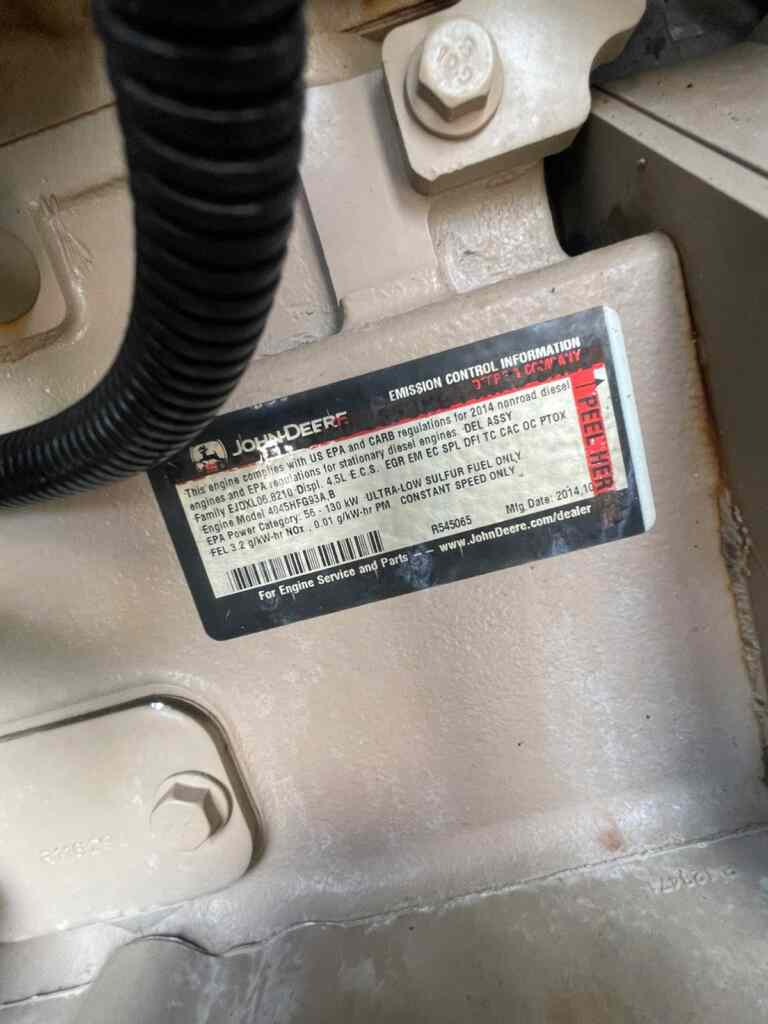 EMISSION CONTROL INFORMATION
JOHN DEERE
COMPANY
This engine complies with US EPA and CARB regulations for 2014 nonroad diesel
engines and EPA regulations for stationary diesel engines DEL ASSY
Family EJDXL06.8210 Displ. 4.5L E.C.S. EGR EM EC SPL DFI TC CAC OC PTOX
Engine Model 4045HFG93A,B
EPA Power Category: 56 - 130 kW ULTRA-LOW SULFUR FUEL ONLY
FEL 3.2 g/kW-hr NOx 0.01 g/kW-hr PM CONSTANT SPEED ONLY
R545065
Mfg Date: 2014.10
For Engine Service and Parts - - www.JohnDeere.com/dealer
PEEL HER